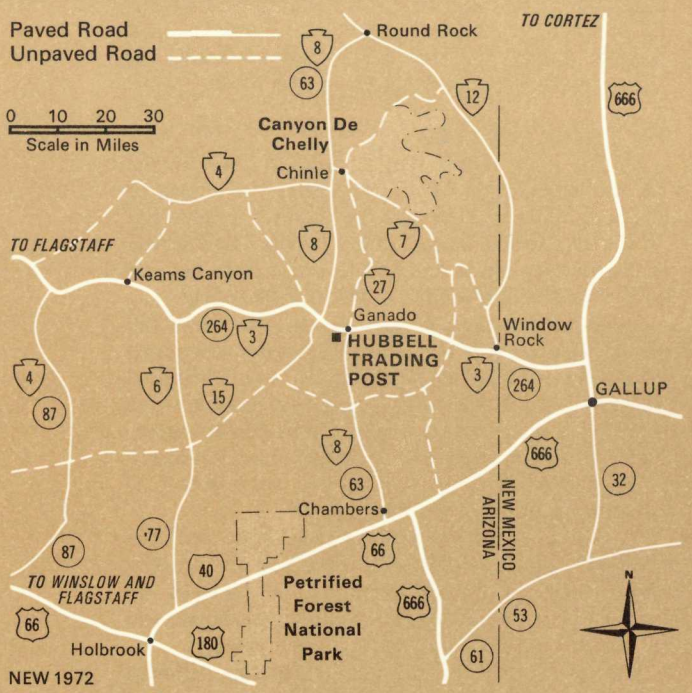 Paved Road
Unpaved Road
0 10 20 30
Scale in Miles
8
63
Round Rock
TO CORTEZ
666
12
Canyon De
Chelly
Chinle
4
8
7
27
TO FLAGSTAFF
Keams Canyon
264
3
Ganado
HUBBELL
TRADING
POST
Window
Rock
3
264
GALLUP
4
87
6
15
8
63
Chambers
666
32
NEW MEXICO
ARIZONA
87
77
40
66
Petrified
Forest
National
Park
666
53
61
TO WINSLOW AND
FLAGSTAFF
66
Holbrook
180
N
NEW 1972